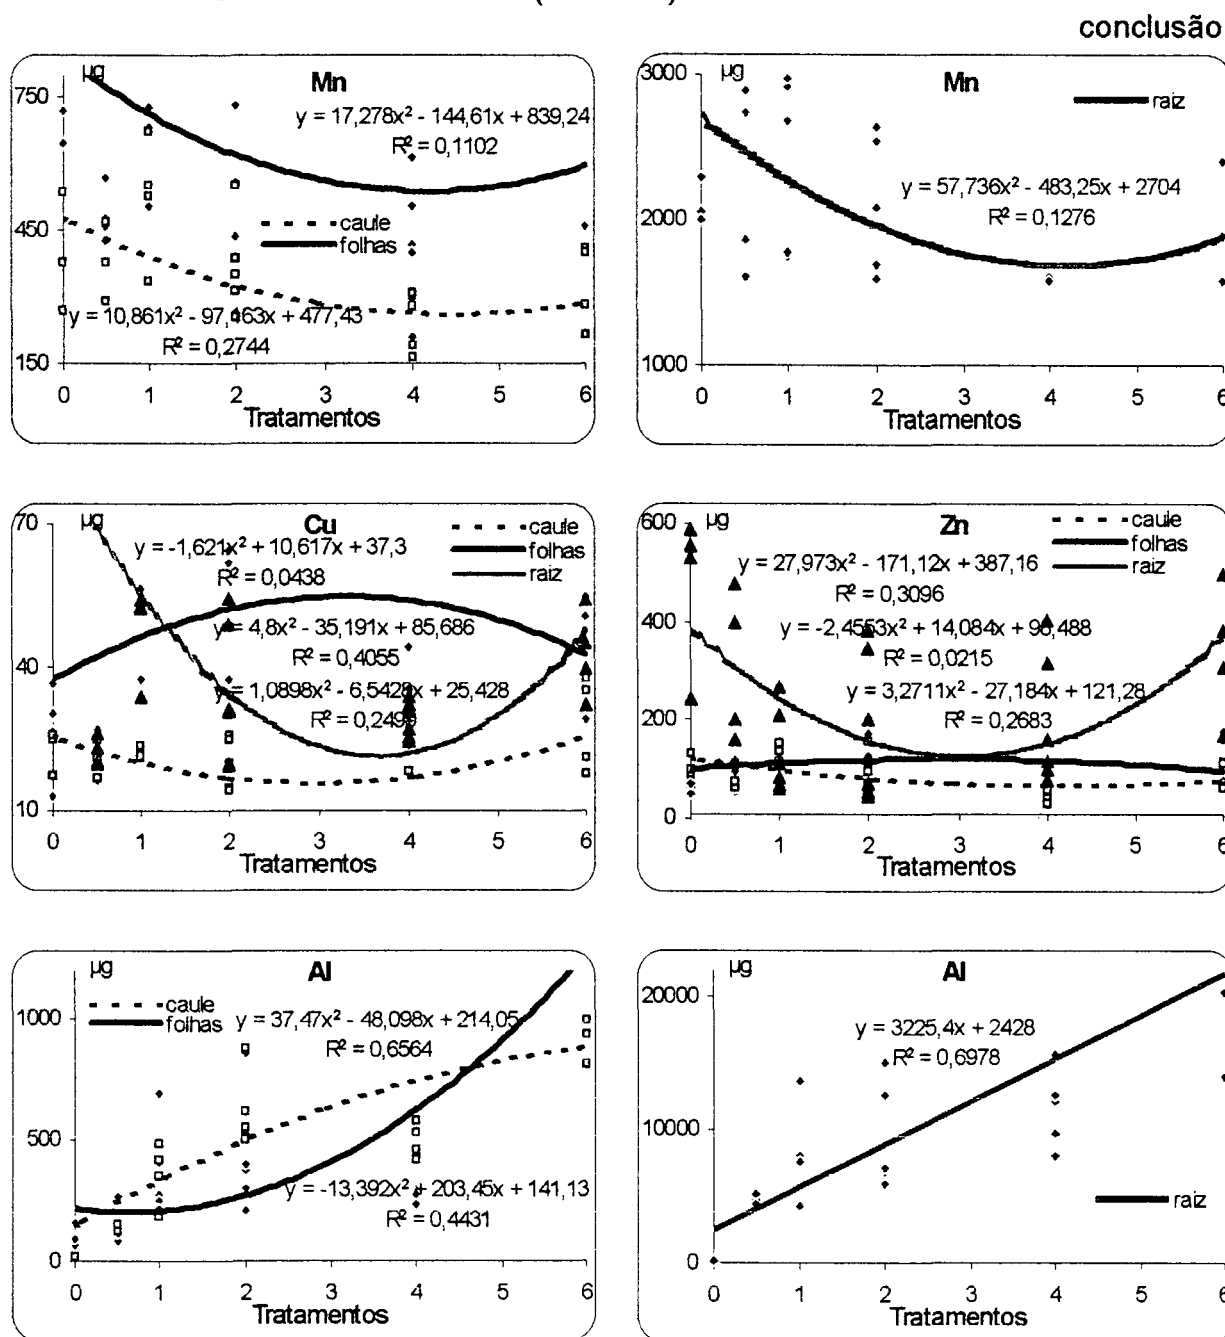 conclusão
µg
Mn
750
y = 17,278x² - 144,61x + 839,24
R² = 0,1102
450
caule
folhas
y = 10,861x² - 97,463x + 477,43
R² = 0,2744
150
0 1 2 3 4 5 6
Tratamentos
3000
µg
Mn
raiz
y = 57,736x² - 483,25x + 2704
R² = 0,1276
2000
1000
0 1 2 3 4 5 6
Tratamentos
70
µg
Cu
caule
folhas
raiz
y = -1,621x² + 10,617x + 37,3
R² = 0,0438
y = 4,8x² - 35,191x + 85,686
R² = 0,4055
40
y = 1,0898x² - 6,5428x + 25,428
R² = 0,2499
10
0 1 2 3 4 5 6
Tratamentos
600
µg
Zn
caule
folhas
raiz
y = 27,973x² - 171,12x + 387,16
R² = 0,3096
400
y = -2,4553x² + 14,084x + 96,488
R² = 0,0215
y = 3,2711x² - 27,184x + 121,28
R² = 0,2683
200
0
0 1 2 3 4 5 6
Tratamentos
µg
Al
caule
folhas
1000
y = 37,47x² - 48,098x + 214,05
R² = 0,6564
500
y = -13,392x² + 203,45x + 141,13
R² = 0,4431
0
0 1 2 3 4 5 6
Tratamentos
µg
Al
20000
y = 3225,4x + 2428
R² = 0,6978
10000
raiz
0
0 1 2 3 4 5 6
Tratamentos